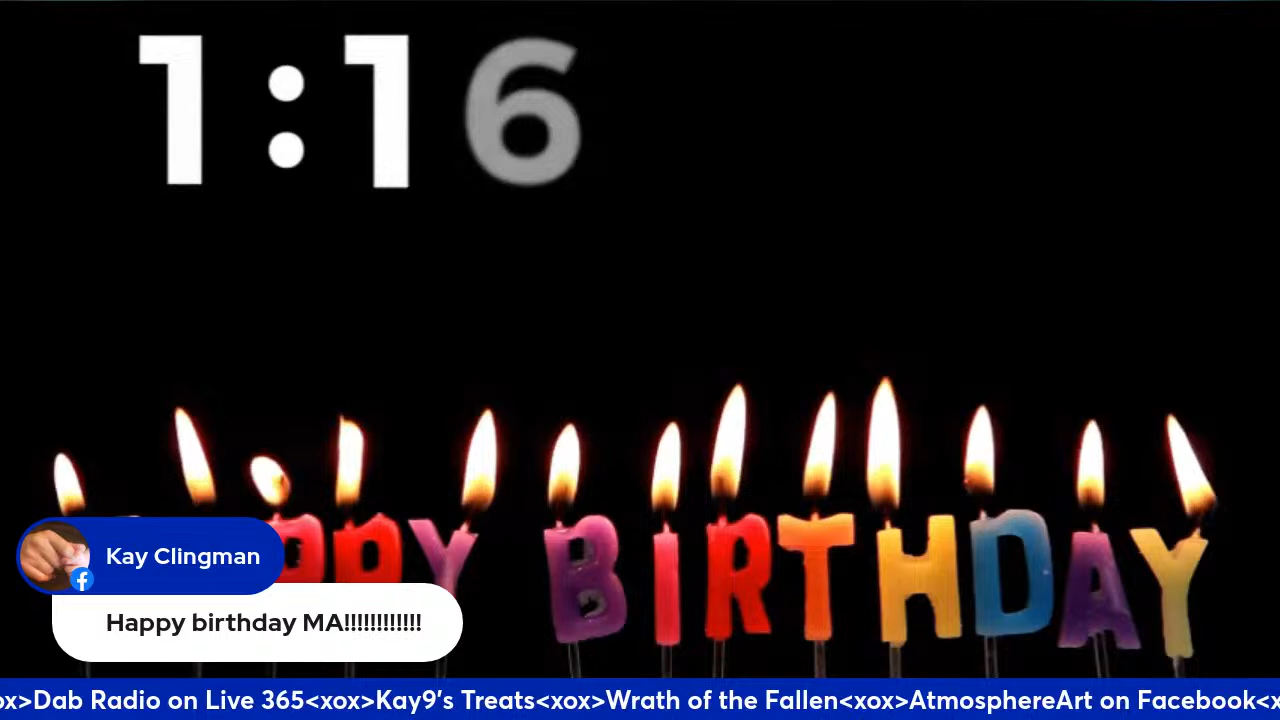 1:16
PPY BIRTHDAY
Kay Clingman
Happy birthday MA!!!!!!!!!!!!
ox>Dab Radio on Live 365<xox>Kay9's Treats<xox>Wrath of the Fallen<xox>AtmosphereArt on Facebook<x